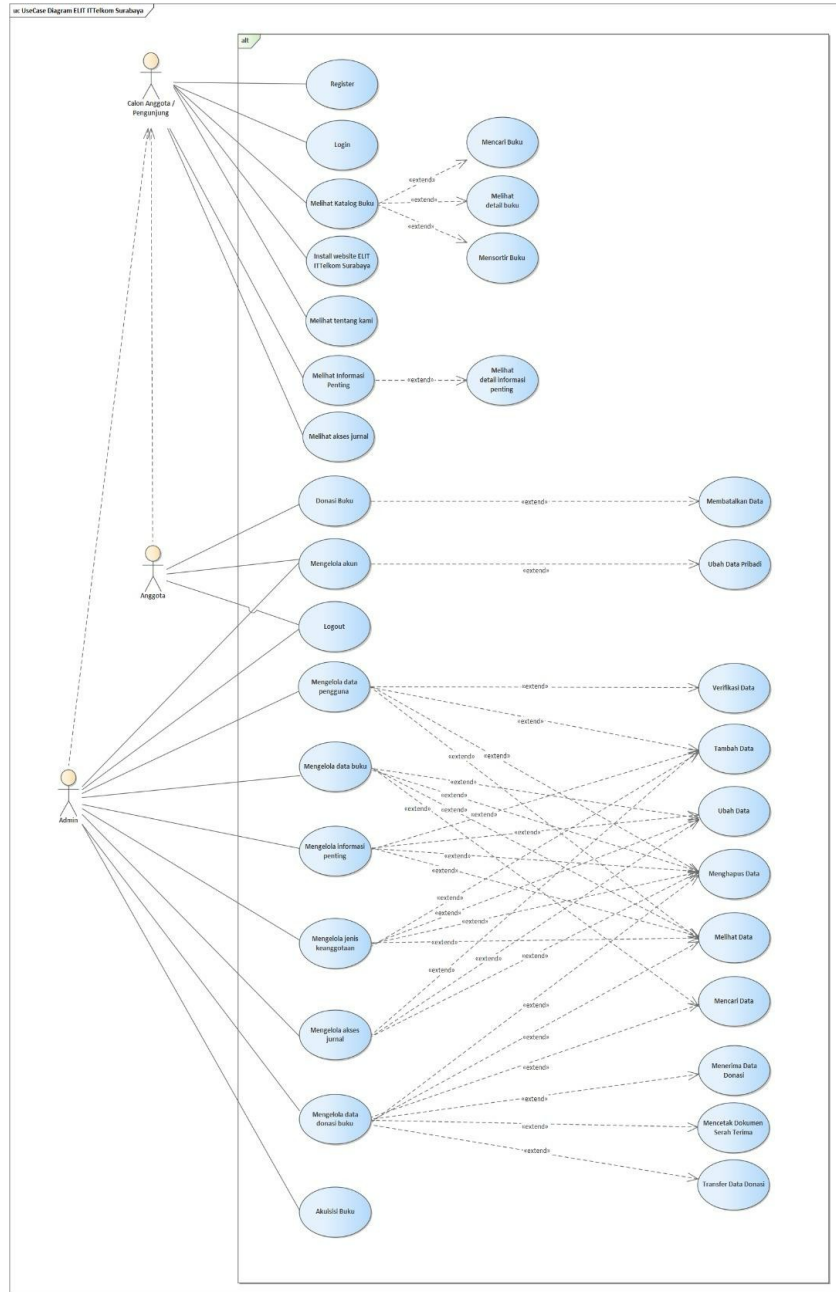 uc UseCase Diagram ELIT ITTelkom Surabaya
alt
Calon Anggota /
Pengunjung
Register
Login
Mencari Buku
«extend»
Melihat Katalog Buku
«extend»
Melihat
detail buku
«extend»
Install website ELIT
ITTelkom Surabaya
Mensortir Buku
Melihat tentang kami
Melihat Informasi
Penting
«extend»
Melihat
detail informasi
penting
Melihat akses jurnal
Donasi Buku
«extend»
Membatalkan Data
Anggota
Mengelola akun
«extend»
Ubah Data Pribadi
Logout
Mengelola data
pengguna
«extend»
Verifikasi Data
«extend»
Tambah Data
«extend»
«extend»
Admin
Mengelola data buku
«extend»
«extend»
«extend»
«extend»
Ubah Data
«extend»
«extend»
Mengelola informasi
penting
«extend»
«extend»
Menghapus Data
«extend»
«extend»
«extend»
Mengelola jenis
keanggotaan
«extend»
«extend»
Melihat Data
«extend»
«extend»
«extend»
Mencari Data
Mengelola akses
jurnal
«extend»
«extend»
«extend»
Menerima Data
Donasi
Mengelola data
donasi buku
«extend»
«extend»
Mencetak Dokumen
Serah Terima
«extend»
Transfer Data Donasi
Akuisisi Buku